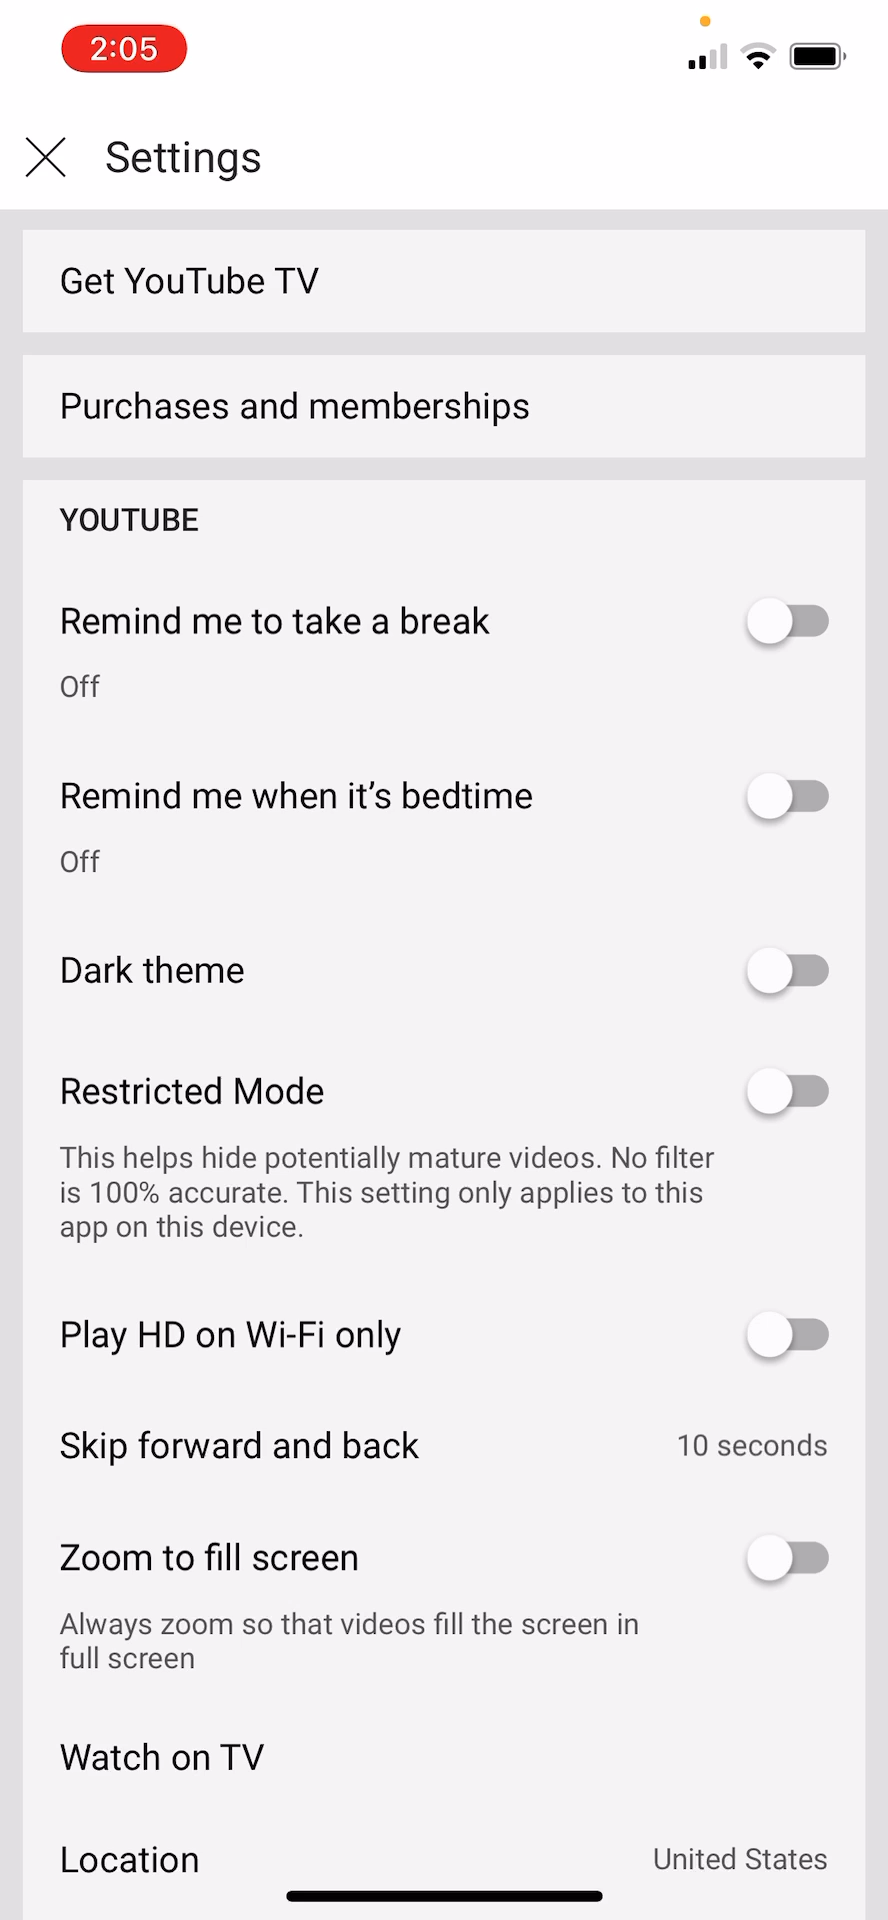 2:05
Settings
Get YouTube TV
Purchases and memberships
YOUTUBE
Remind me to take a break
Off
Remind me when it’s bedtime
Off
Dark theme
Restricted Mode
This helps hide potentially mature videos. No filter
is 100% accurate. This setting only applies to this
app on this device.
Play HD on Wi-Fi only
Skip forward and back 10 seconds
Zoom to fill screen
Always zoom so that videos fill the screen in
full screen
Watch on TV
Location United States